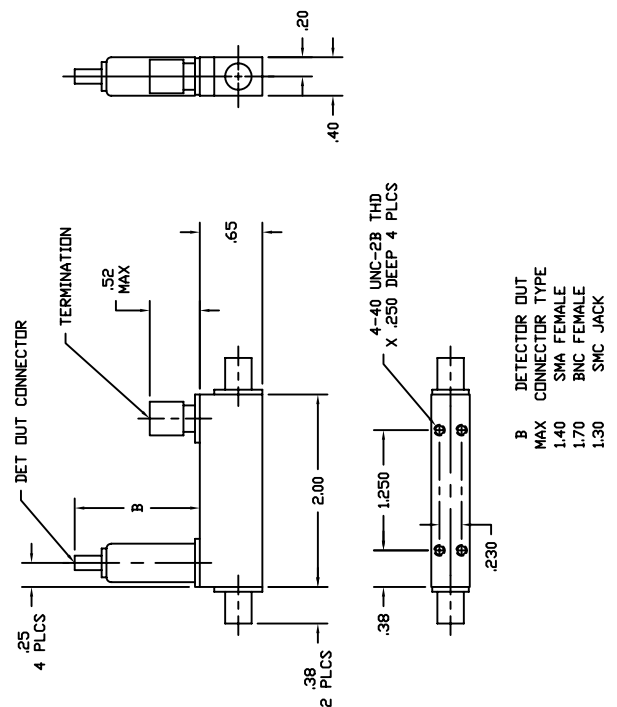 .20
.40
DET OUT CONNECTOR
TERMINATION
.52
MAX
.65
B
.25
4 PLCS
2.00
.38
2 PLCS
4-40 UNC-2B THD
X .250 DEEP 4 PLCS
1.250
.38
.230
B DETECTOR OUT
MAX CONNECTOR TYPE
1.40 SMA FEMALE
1.70 BNC FEMALE
1.30 SMC JACK